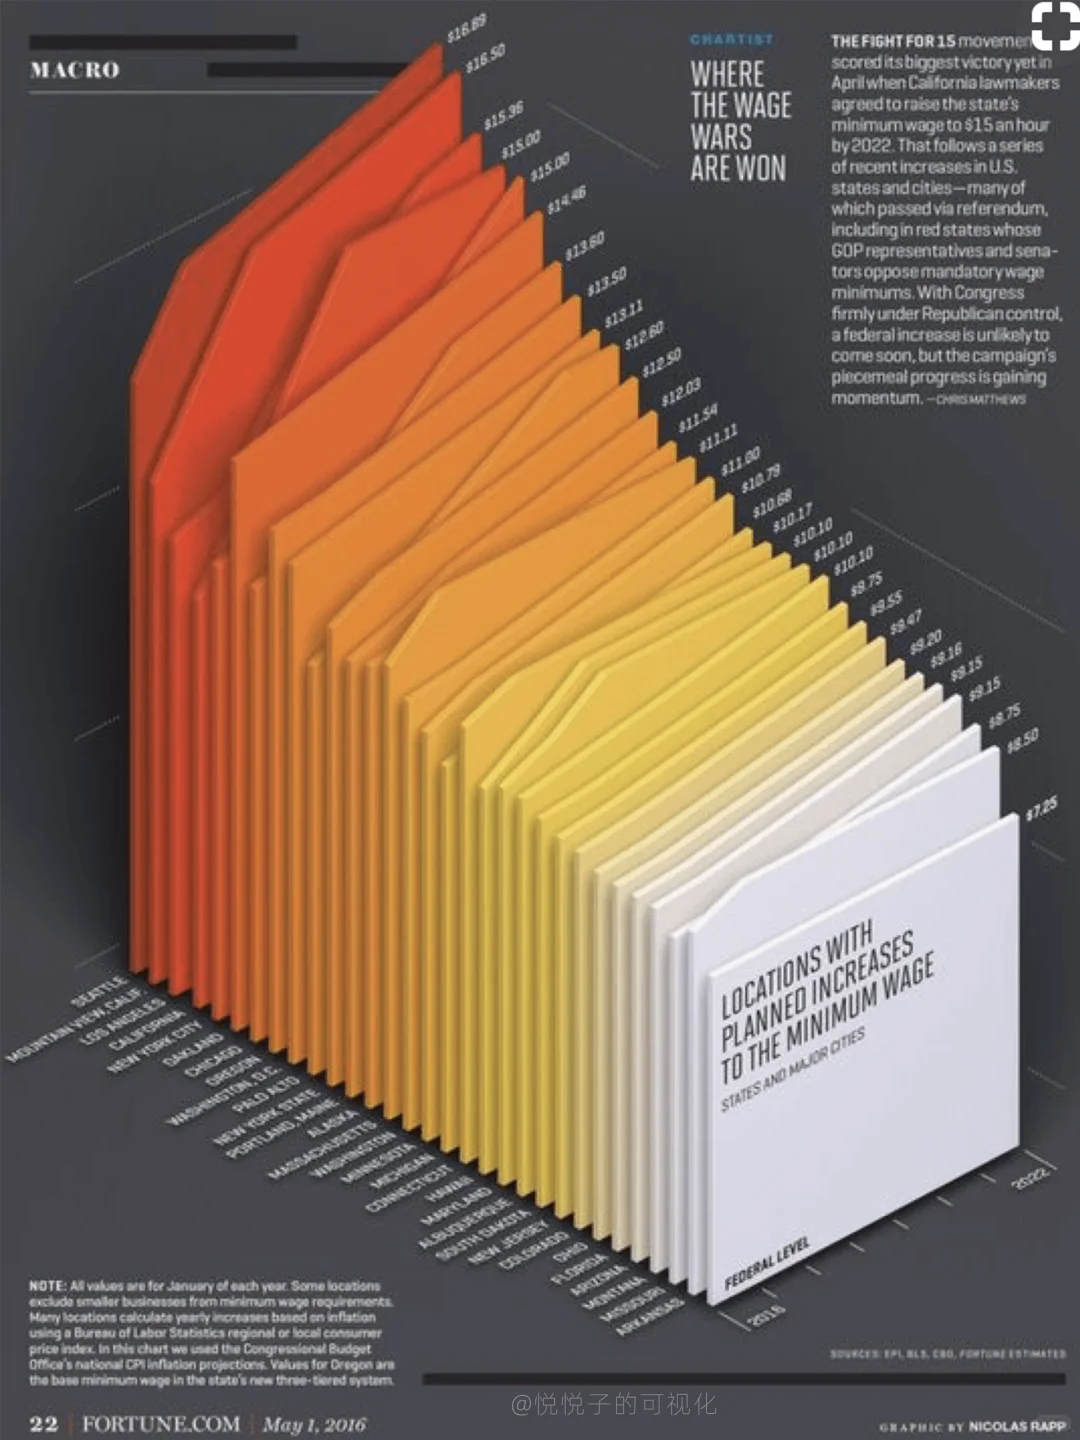 MACRO
CHARTIST
WHERE
THE WAGE
WARS
ARE WON
THE FIGHT FOR 15 movement
scored its biggest victory yet in
April when California lawmakers
agreed to raise the state's
minimum wage to $15 an hour
by 2022. That follows a series
of recent increases in U.S.
states and cities—many of
which passed via referendum,
including in red states whose
GOP representatives and sena-
tors oppose mandatory wage
minimums. With Congress
firmly under Republican control,
a federal increase is unlikely to
come soon, but the campaign's
piecemeal progress is gaining
momentum. —CHRIS MATTHEWS
$16.89
$16.50
$15.36
$15.00
$15.00
$14.46
$13.60
$13.50
$13.11
$12.60
$12.50
$12.03
$11.54
$11.11
$11.00
$10.79
$10.68
$10.17
$10.10
$10.10
$10.10
$9.75
$9.55
$9.47
$9.20
$9.16
$9.15
$9.15
$8.75
$8.50
$7.25
SEATTLE
MOUNTAIN VIEW, CALIF.
LOS ANGELES
CALIFORNIA
NEW YORK CITY
OAKLAND
CHICAGO
OREGON
WASHINGTON, D.C.
PALO ALTO
NEW YORK STATE
PORTLAND, MAINE
ALASKA
MASSACHUSETTS
WASHINGTON
MINNESOTA
MICHIGAN
CONNECTICUT
HAWAII
MARYLAND
ALBUQUERQUE
SOUTH DAKOTA
NEW JERSEY
COLORADO
OHIO
FLORIDA
ARIZONA
MONTANA
MISSOURI
ARKANSAS
LOCATIONS WITH
PLANNED INCREASES
TO THE MINIMUM WAGE
STATES AND MAJOR CITIES
FEDERAL LEVEL
2016
2022
NOTE: All values are for January of each year. Some locations
exclude smaller businesses from minimum wage requirements.
Many locations calculate yearly increases based on inflation
using a Bureau of Labor Statistics regional or local consumer
price index. In this chart we used the Congressional Budget
Office's national CPI inflation projections. Values for Oregon are
the base minimum wage in the state's new three-tiered system.
SOURCES: EPI, BLS, CBO, FORTUNE ESTIMATES
@悦悦子的可视化
22 | FORTUNE.COM | May 1, 2016
GRAPHIC BY NICOLAS RAPP